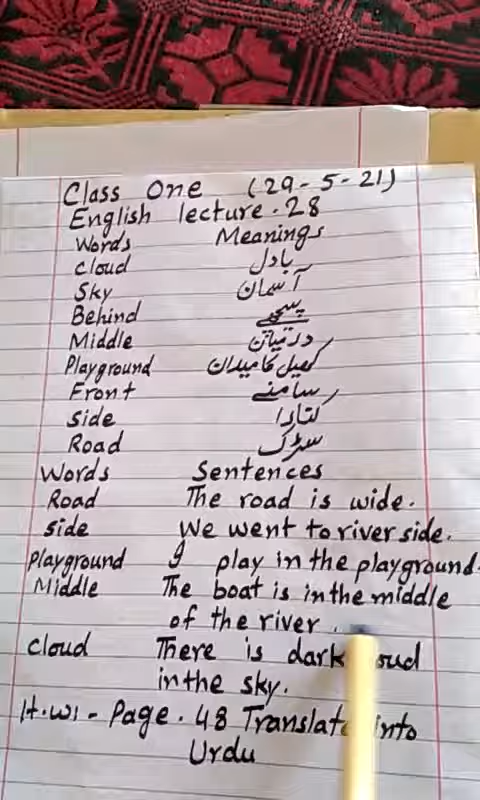 Class One (29-5-21)
English lecture.28
Words Meanings
Cloud بادل
Sky آسمان
Behind پیچھے
Middle درمیان
Playground کھیل کا میدان
Front سامنے
Side کنارا
Road سڑک
Words Sentences
Road The road is wide.
Side We went to river side.
Playground I play in the playground.
Middle The boat is in the middle
of the river.
Cloud There is dark oud
in the sky.
H.W:- Page. 48 Translate into
Urdu